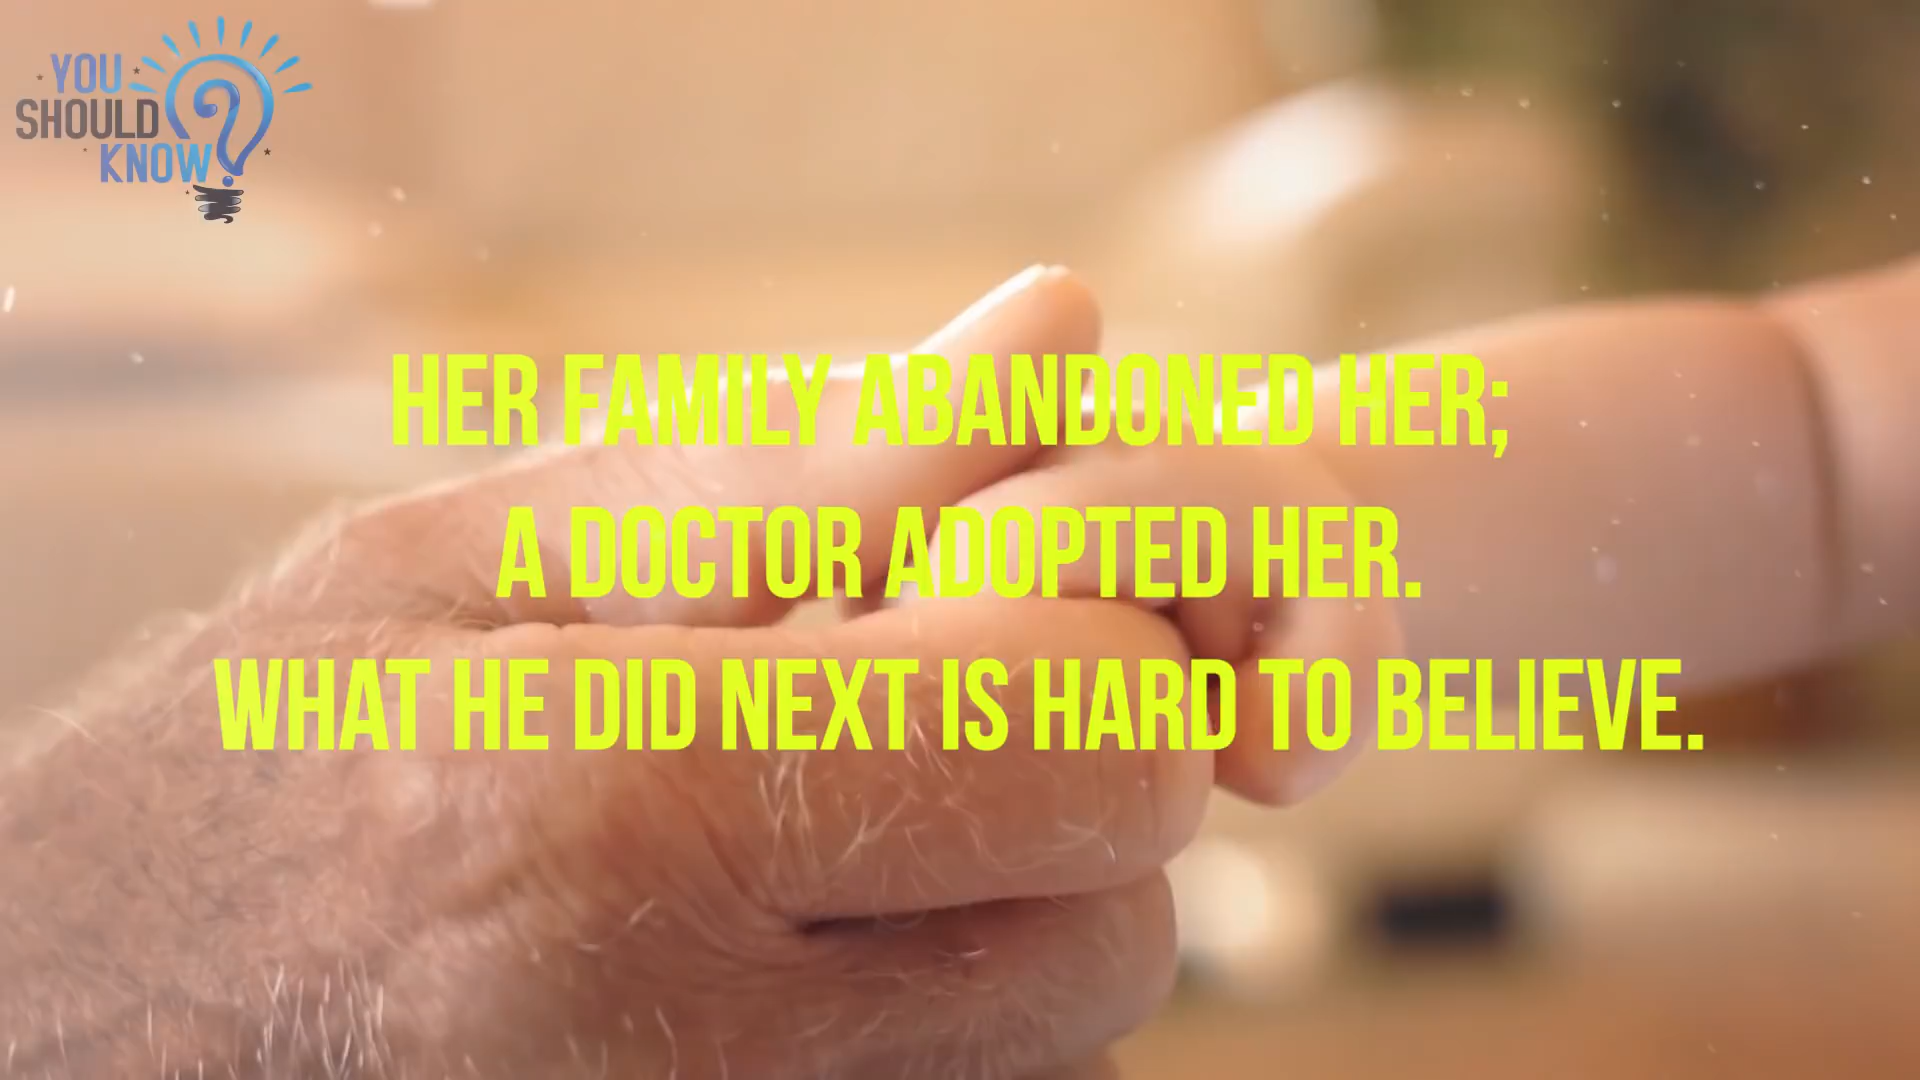 YOU
SHOULD
KNOW
HER FAMILY ABANDONED HER;
A DOCTOR ADOPTED HER.
WHAT HE DID NEXT IS HARD TO BELIEVE.